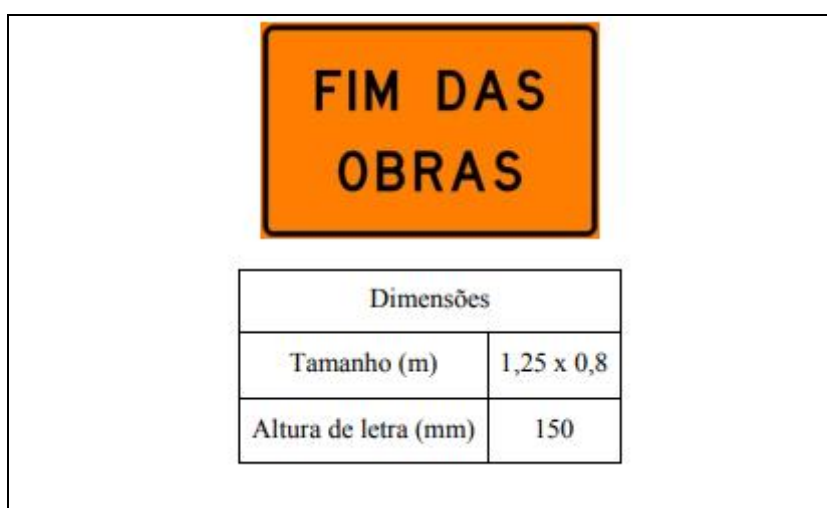 FIM DAS
OBRAS
Dimensões
Tamanho (m) 1,25 x 0,8
Altura de letra (mm) 150